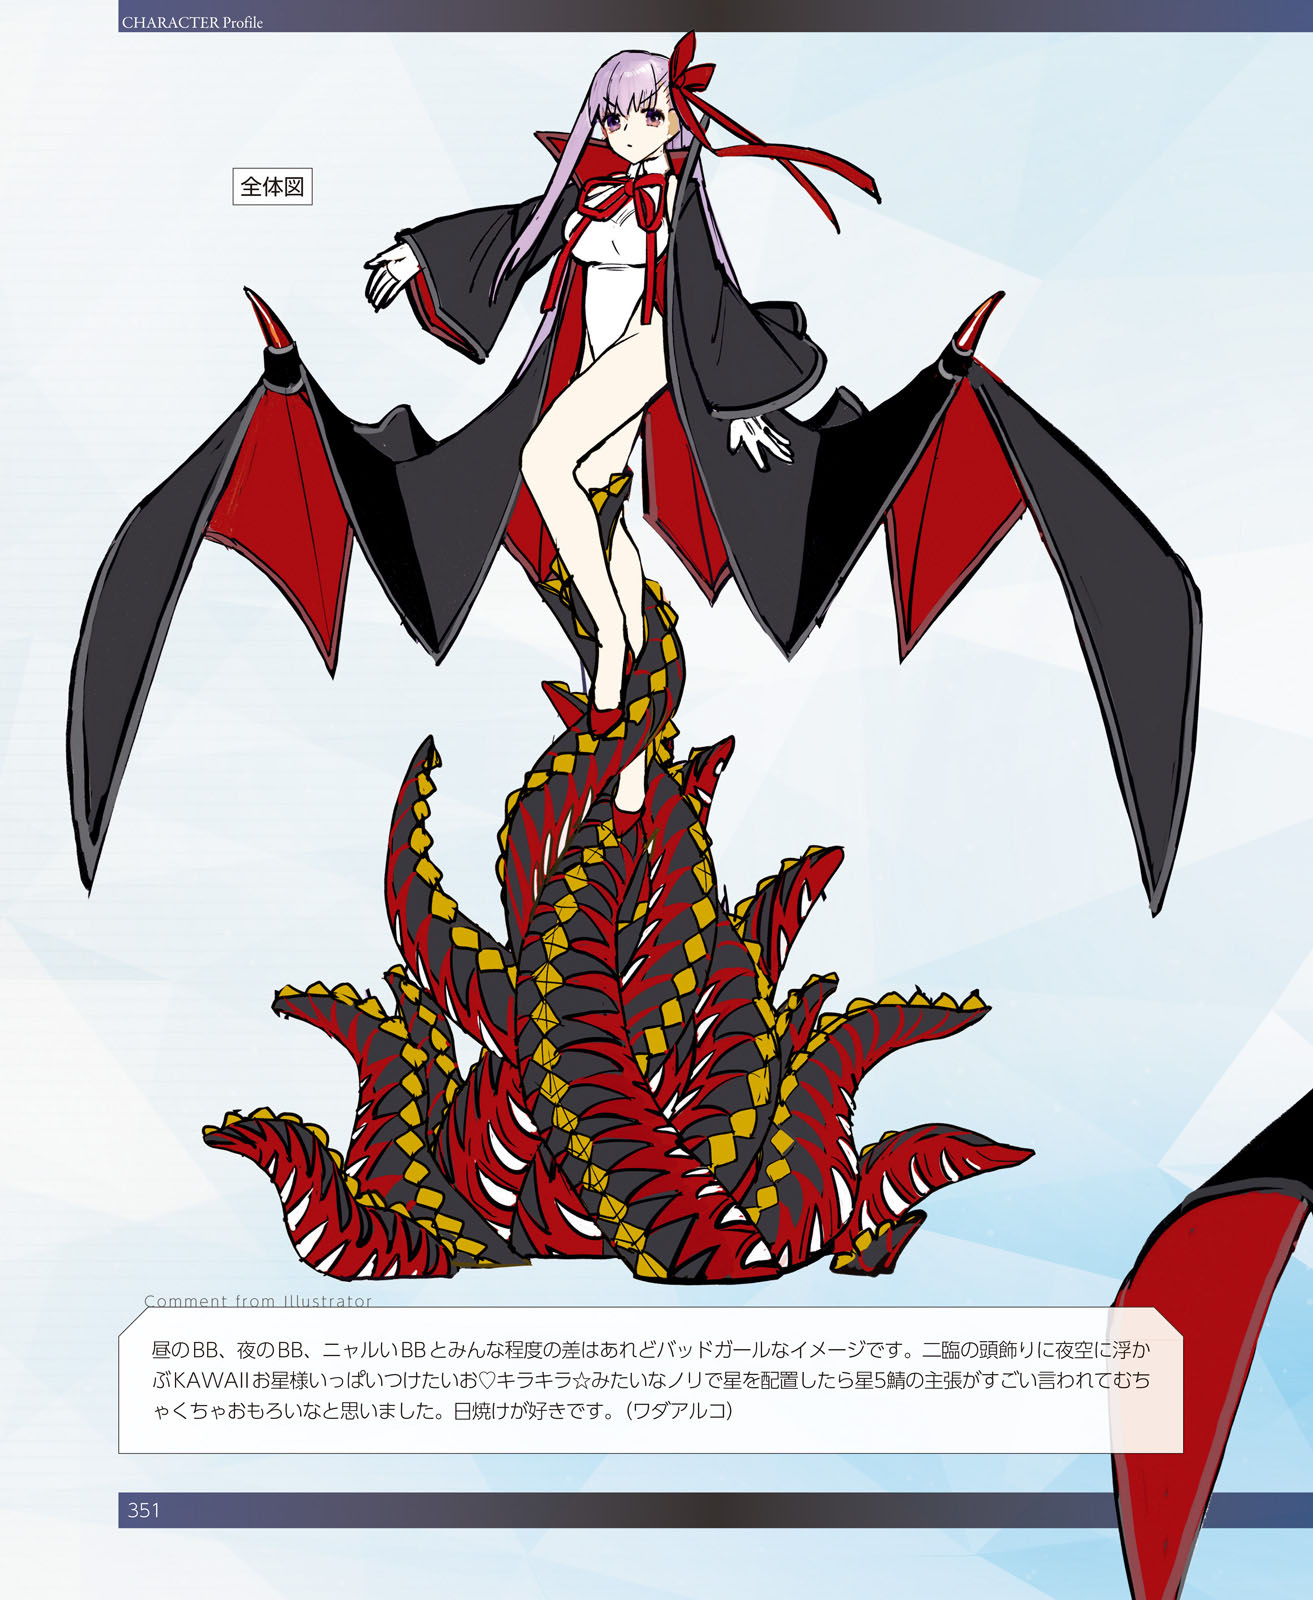 CHARACTER Profile
全体図
Comment from Illustrator
昼のBB、夜のBB、ニャルいBBとみんな程度の差はあれどバッドガールなイメージです。二臨の頭飾りに夜空に浮か
ぶKAWAIIお星様いっぱいつけたいお♡キラキラ☆みたいなノリで星を配置したら星5鯖の主張がすごい言われてむち
ゃくちゃおもろいなと思いました。日焼けが好きです。（ワダアルコ）
351